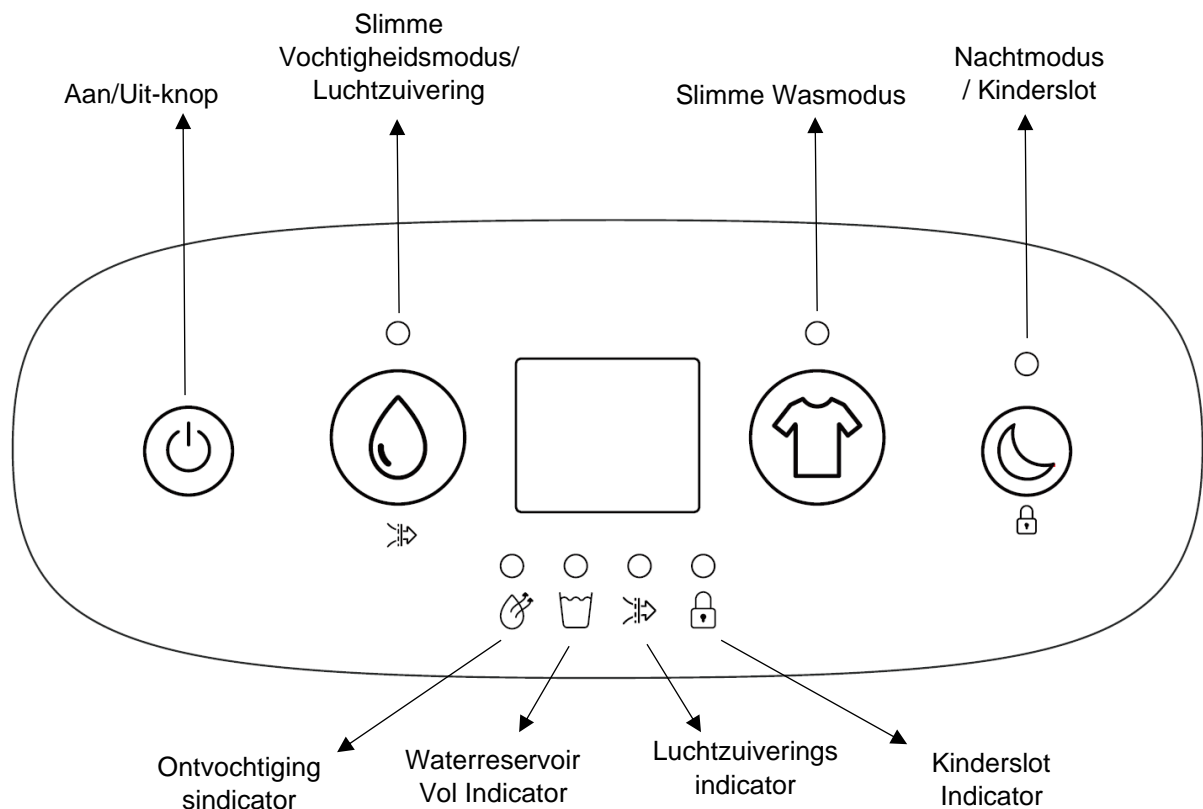 Aan/Uit-knop
Slimme
Vochtigheidsmodus/
Luchtzuivering
Slimme Wasmodus
Nachtmodus
/ Kinderslot
Ontvochtiging
sindicator
Waterreservoir
Vol Indicator
Luchtzuiverings
indicator
Kinderslot
Indicator